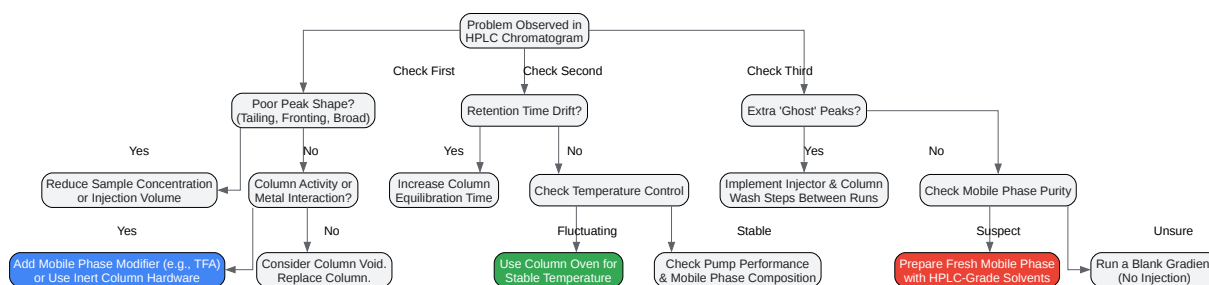 Problem Observed in
HPLC Chromatogram
Check First
Check Second
Check Third
Poor Peak Shape?
(Tailing, Fronting, Broad)
Retention Time Drift?
Extra 'Ghost' Peaks?
Yes
No
Yes
No
Yes
No
Reduce Sample Concentration
or Injection Volume
Column Activity or
Metal Interaction?
Increase Column
Equilibration Time
Check Temperature Control
Implement Injector & Column
Wash Steps Between Runs
Check Mobile Phase Purity
Yes
No
Fluctuating
Stable
Suspect
Unsure
Add Mobile Phase Modifier (e.g., TFA)
or Use Inert Column Hardware
Consider Column Void.
Replace Column.
Use Column Oven for
Stable Temperature
Check Pump Performance
& Mobile Phase Composition
Prepare Fresh Mobile Phase
with HPLC-Grade Solvents
Run a Blank Gradien
(No Injection)